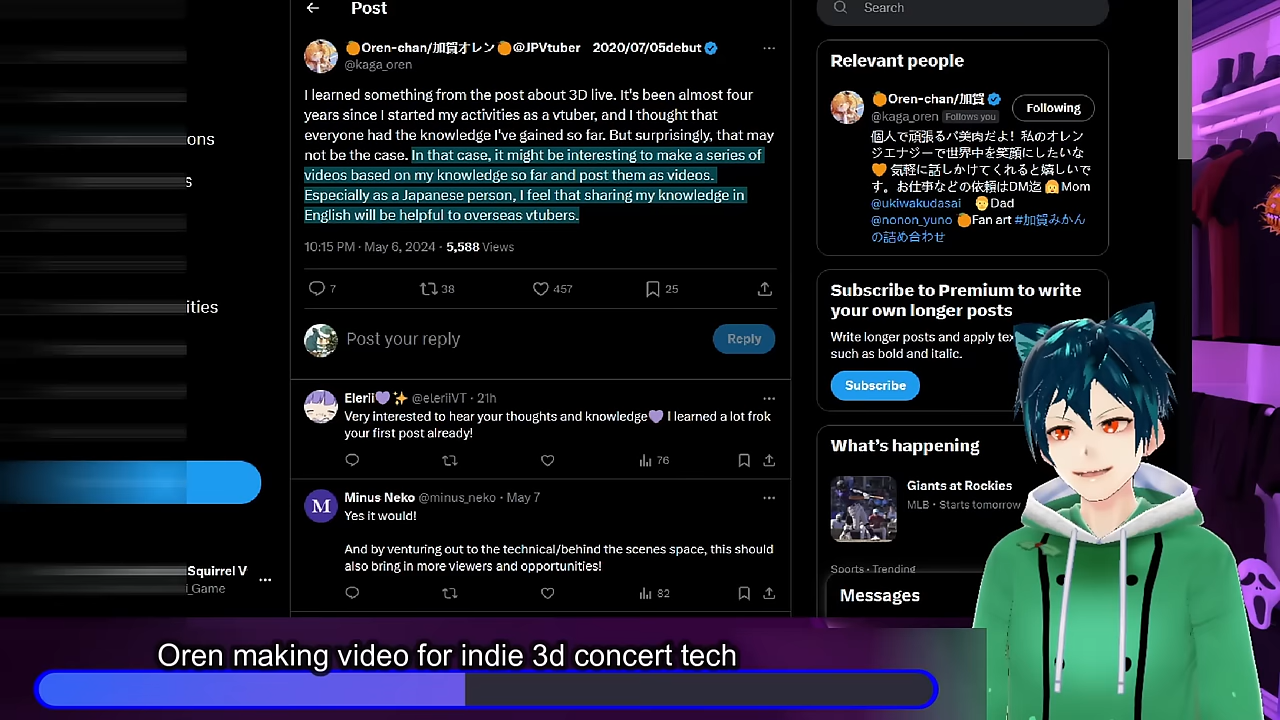 Post
🍊Oren-chan/加賀オレン🍊@JPVtuber 2020/07/05debut
@kaga_oren
I learned something from the post about 3D live. It's been almost four
years since I started my activities as a vtuber, and I thought that
everyone had the knowledge I've gained so far. But surprisingly, that may
not be the case. In that case, it might be interesting to make a series of
videos based on my knowledge so far and post them as videos.
Especially as a Japanese person, I feel that sharing my knowledge in
English will be helpful to overseas vtubers.
10:15 PM · May 6, 2024 · 5,588 Views
7 38 457 25
Post your reply
Reply
Elerii💜✨ @eleriiVT · 21h
Very interested to hear your thoughts and knowledge💜 I learned a lot frok
your first post already!
76
M
Minus Neko @minus_neko · May 7
Yes it would!
And by venturing out to the technical/behind the scenes space, this should
also bring in more viewers and opportunities!
82
Search
Relevant people
🍊Oren-chan/加賀
@kaga_oren Follows you
Following
個人で頑張るバ美肉だよ！私のオレン
ジエナジーで世界中を笑顔にしたいな
🧡 気軽に話しかけてくれると嬉しいで
す。お仕事などの依頼はDM迄 👩Mom
@ukiwakudasai 👨Dad
@nonon_yuno 🍊Fan art #加賀みかん
の詰め合わせ
Subscribe to Premium to write
your own longer posts
Write longer posts and apply
such as bold and italic.
Subscribe
What's happening
Giants at Rockies
MLB · Starts tomorrow
Sports · Trending
Messages
ons
s
ities
Squirrel V
i_Game
Oren making video for indie 3d concert tech